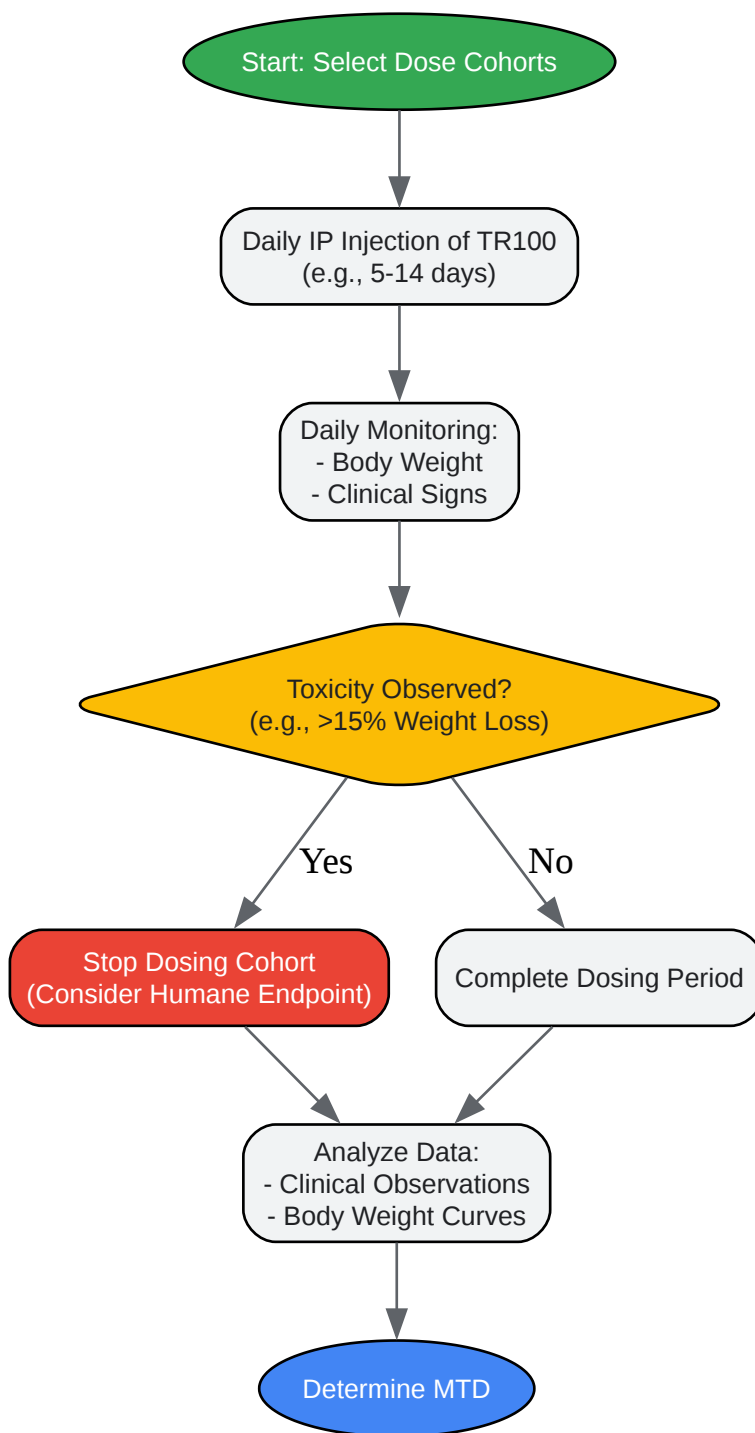 Start: Select Dose Cohorts
Daily IP Injection of TR100
(e.g., 5-14 days)
Daily Monitoring:
- Body Weight
- Clinical Signs
Toxicity Observed?
(e.g., >15% Weight Loss)
Yes
No
Stop Dosing Cohort
(Consider Humane Endpoint)
Complete Dosing Period
Analyze Data:
- Clinical Observations
- Body Weight Curves
Determine MTD